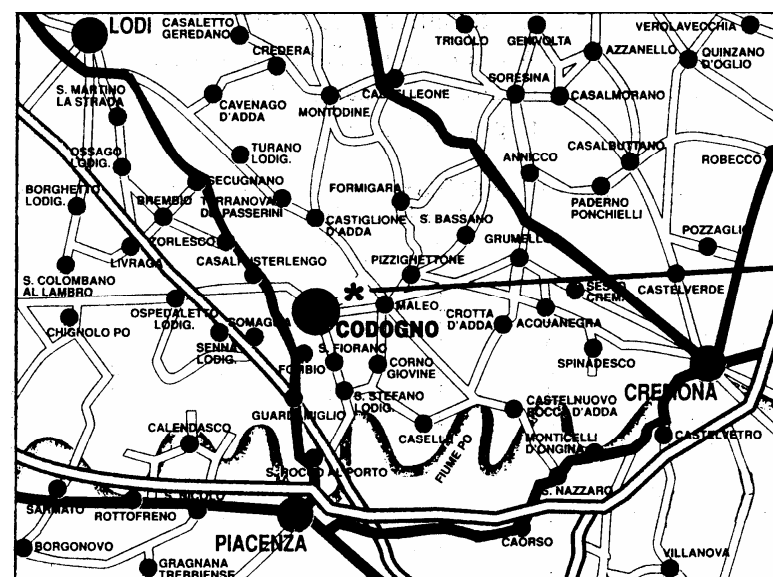 LODI
CASALETTO
GEREDANO
CREDERA
TRIGOLO
GENIVOLTA
AZZANELLO
VEROLAVECCHIA
QUINZANO
D'OGLIO
S. MARTINO
LA STRADA
CAVENAGO
D'ADDA
MONTODINE
CASTELLEONE
SORESINA
CASALMORANO
OSSAGO
LODIG.
TURANO
LODIG.
ANNICCO
CASALBUTTANO
ROBECCO
BORGHETTO
LODIG.
BREMBIO
SECUGNANO
TERRANOVA
DEI PASSERINI
FORMIGARA
CASTIGLIONE
D'ADDA
S. BASSANO
PADERNO
PONCHIELLI
POZZAGLIO
LIVRAGA
ZORLESCO
CASALPUSTERLENGO
PIZZIGHETTONE
GRUMELLO
S. COLOMBANO
AL LAMBRO
OSPEDALETTO
LODIG.
CHIGNOLO PO
SENNA
LODIG.
SOMAGLIA
*
CODOGNO
MALEO
CROTTA
D'ADDA
ACQUANEGRA
SESTO
CREM.
CASTELVERDE
S. FIORANO
FOMBIO
CORNO
GIOVINE
SPINADESCO
CREMONA
GUARDAMIGLIO
S. STEFANO
LODIG.
CASELLE
CASTELNUOVO
BOCCA D'ADDA
CALENDASCO
FIUME PO
MONTICELLI
D'ONGINA
CASTELVETRO
S. ROCCO AL PORTO
S. NAZZARO
SARMATO
ROTTOFRENO
S. NICOLO
PIACENZA
CAORSO
BORGONOVO
GRAGNANA
TREBBIENSE
VILLANOVA